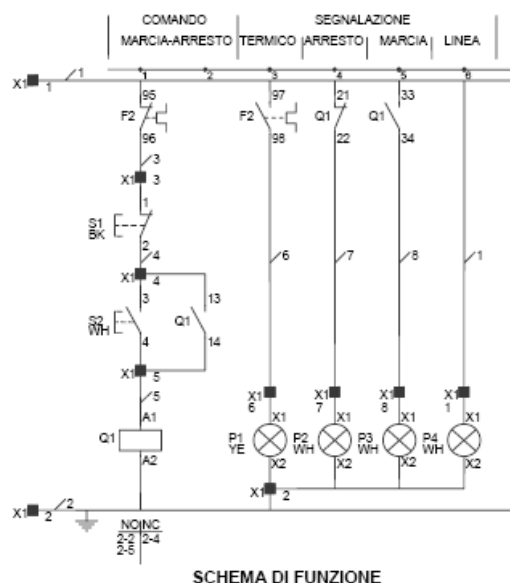 COMANDO SEGNALAZIONE
MARCIA-ARRESTO TERMICO ARRESTO MARCIA LINEA
X1 1 1 1 2 3 4 5 6
95 97 21 33
F2 F2 Q1 Q1
96 98 22 34
3
X1 3
1
S1
BK
2
4 6 7 8 1
X1 4
3 13
S2 Q1
WH
4 14
X1 5
5 X1 X1 X1 X1
6 7 8 1
A1 X1 X1 X1 X1
Q1 P1 P2 P3 P4
YE WH WH WH
A2 X2 X2 X2 X2
X1 2
X1 2 2
NO NC
2-2 2-4
2-5
SCHEMA DI FUNZIONE